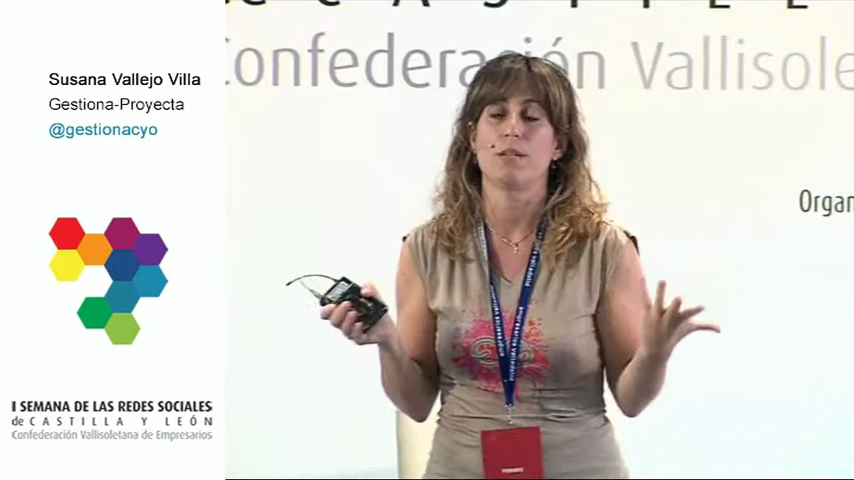 Susana Vallejo Villa
Gestiona-Proyecta
@gestionacyo
I SEMANA DE LAS REDES SOCIALES
de CASTILLA Y LEÓN
Confederación Vallisoletana de Empresarios
Confederación Vallisole
Organ